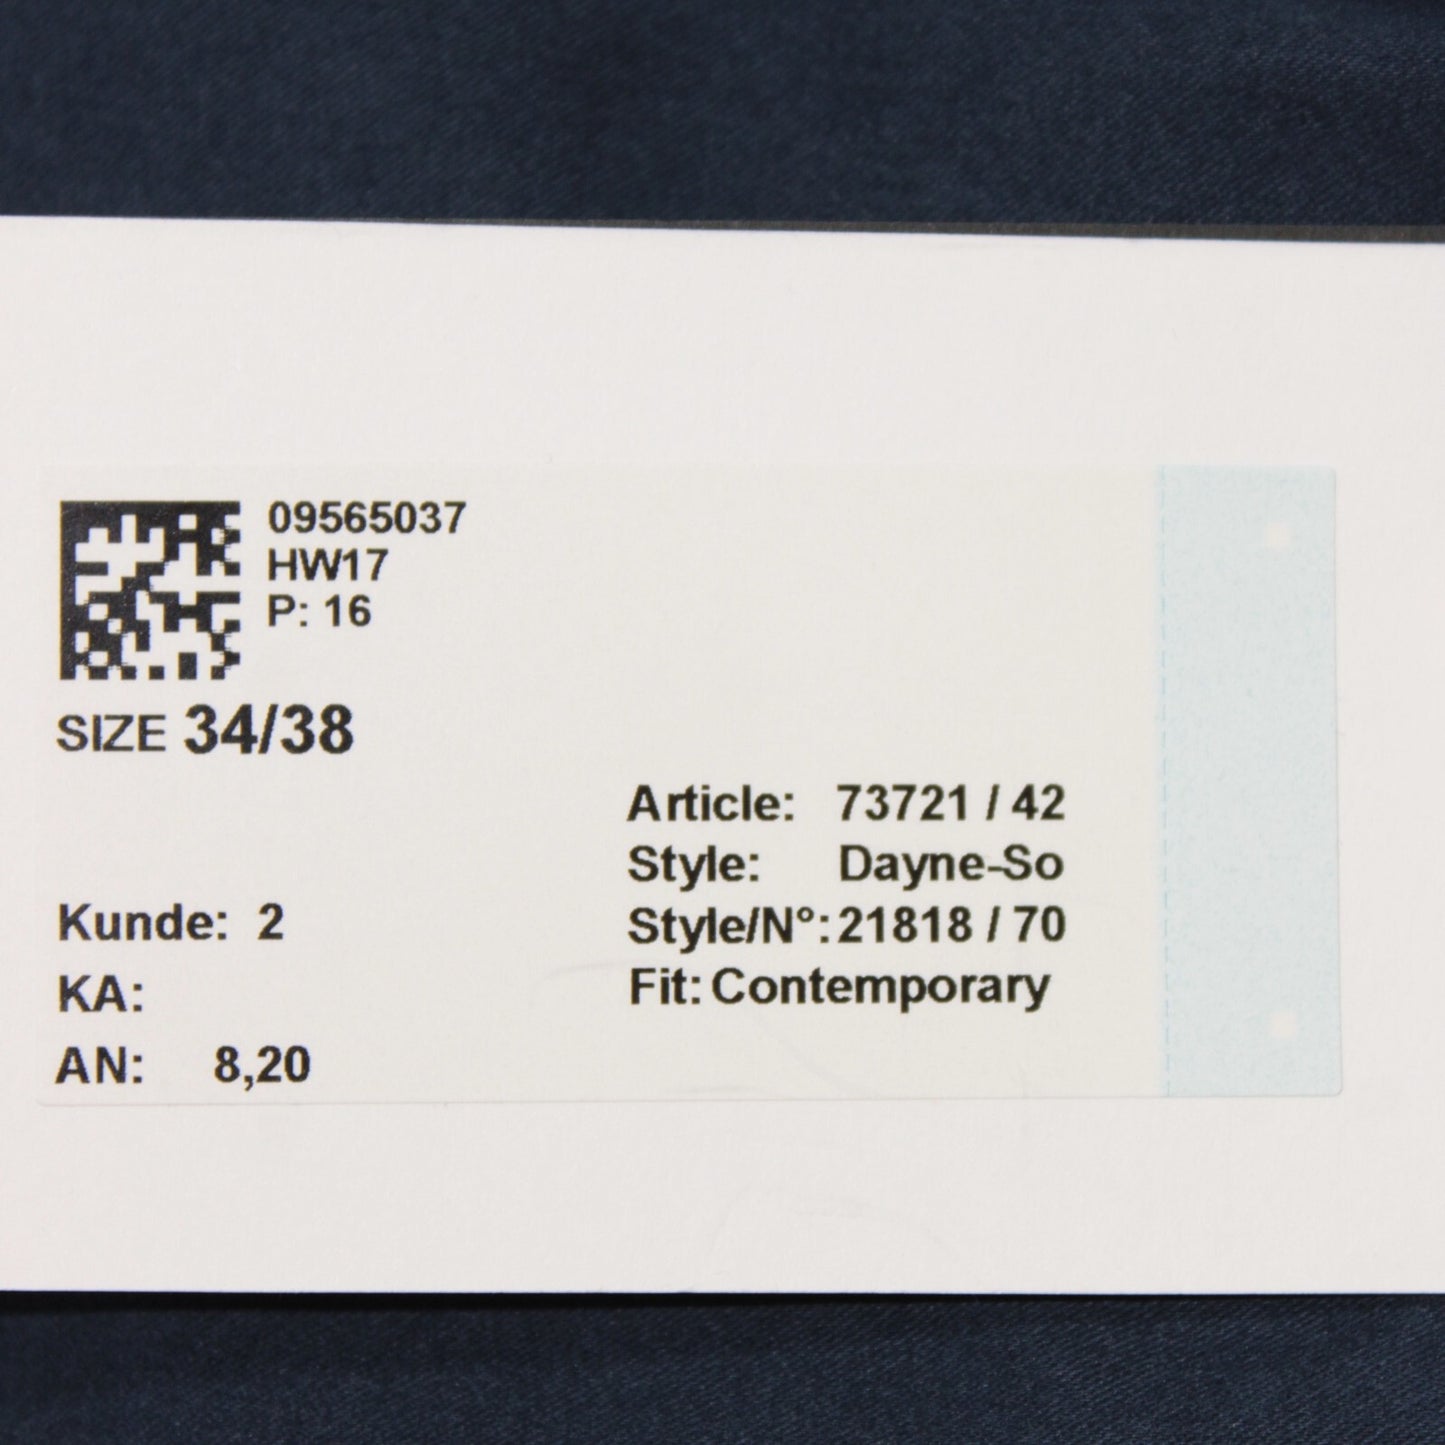 09565037
HW17
P: 16
SIZE 34/38
Article: 73721 / 42
Style: Dayne-So
Kunde: 2
Style/N°: 21818 / 70
KA:
Fit: Contemporary
AN: 8,20